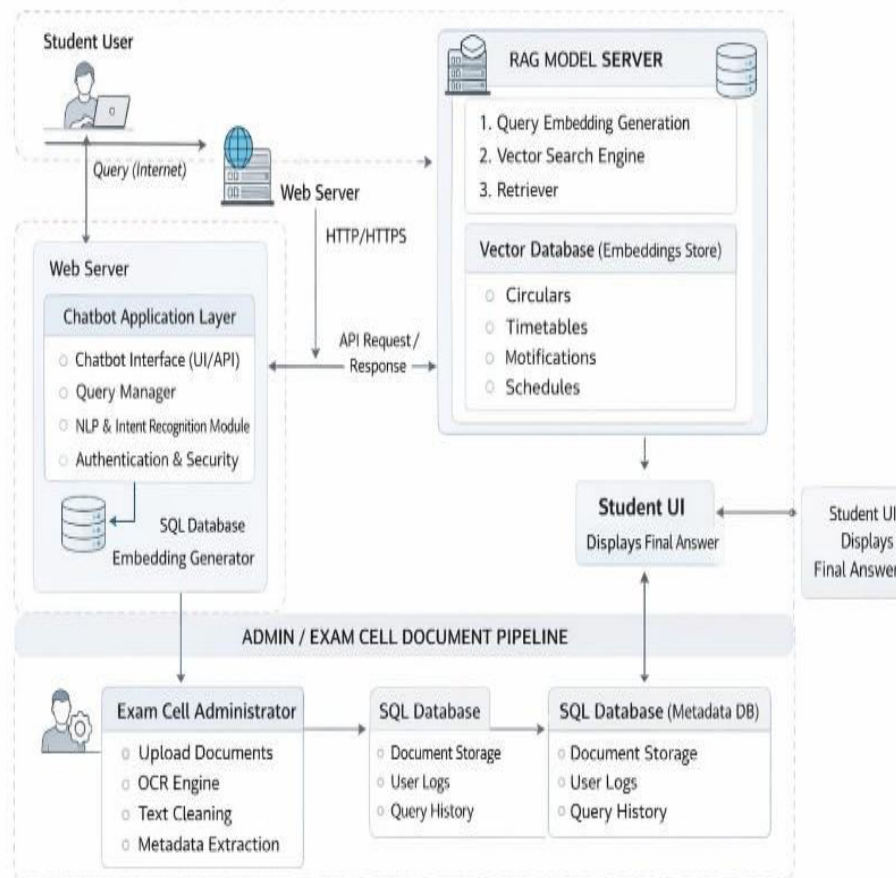 Student User
Query (Internet)
Web Server
HTTP/HTTPS
RAG MODEL SERVER
1. Query Embedding Generation
2. Vector Search Engine
3. Retriever
Vector Database (Embeddings Store)
Circulars
Timetables
Motifications
Schedules
Web Server
Chatbot Application Layer
Chatbot Interface (UI/API)
Query Manager
NLP & Intent Recognition Module
Authentication & Security
SQL Database
Embedding Generator
API Request/
Response
Student UI
Displays Final Answer
Student UI
Displays
Final Answer
ADMIN / EXAM CELL DOCUMENT PIPELINE
Exam Cell Administrator
Upload Documents
OCR Engine
Text Cleaning
Metadata Extraction
SQL Database
Document Storage
User Logs
Query History
SQL Database (Metadata DB)
Document Storage
User Logs
Query History